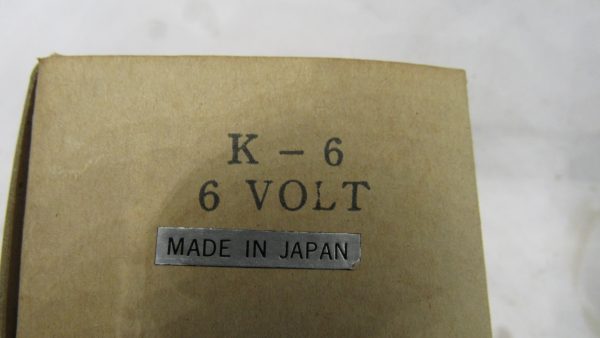 K - 6
6 VOLT
MADE IN JAPAN